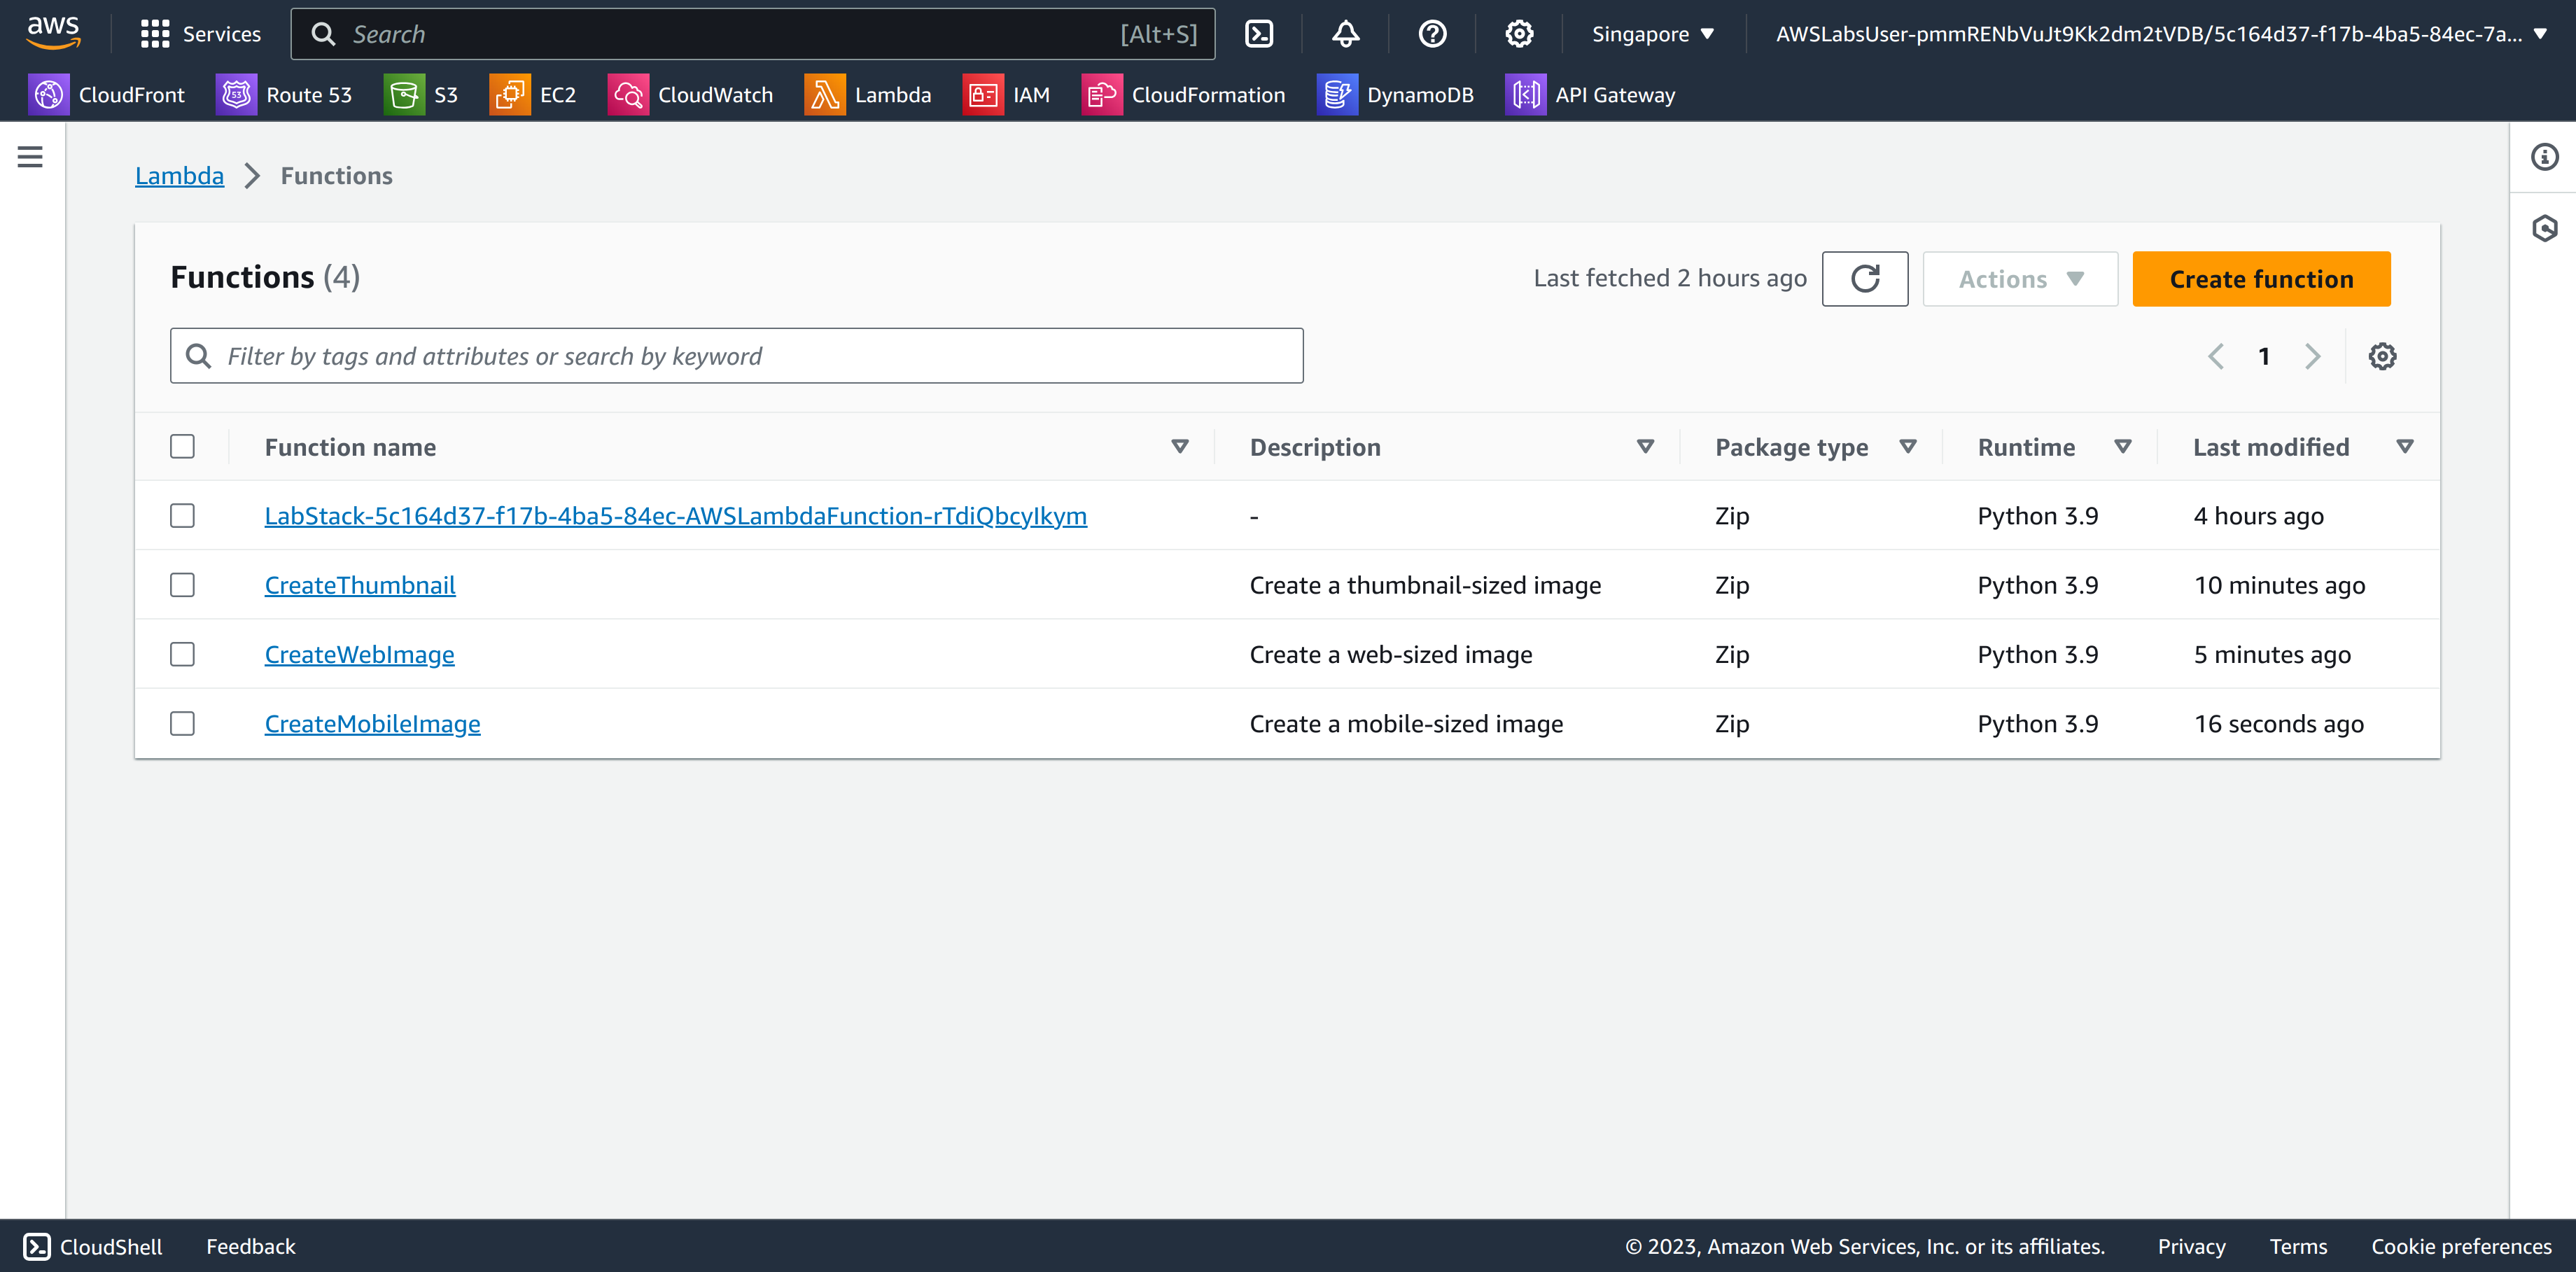 aws Services Search [Alt+S] Singapore AWSLabsUser-pmmRENbVuJt9Kk2dm2tVDB/5c164d37-f17b-4ba5-84ec-7a...
CloudFront 53 Route 53 S3 EC2 CloudWatch Lambda IAM CloudFormation DynamoDB API Gateway
Lambda Functions
Functions (4) Last fetched 2 hours ago Actions Create function
Filter by tags and attributes or search by keyword 1
Function name Description Package type Runtime Last modified
LabStack-5c164d37-f17b-4ba5-84ec-AWSLambdaFunction-rTdiQbcyIkym - Zip Python 3.9 4 hours ago
CreateThumbnail Create a thumbnail-sized image Zip Python 3.9 10 minutes ago
CreateWebImage Create a web-sized image Zip Python 3.9 5 minutes ago
CreateMobileImage Create a mobile-sized image Zip Python 3.9 16 seconds ago
CloudShell Feedback © 2023, Amazon Web Services, Inc. or its affiliates. Privacy Terms Cookie preferences